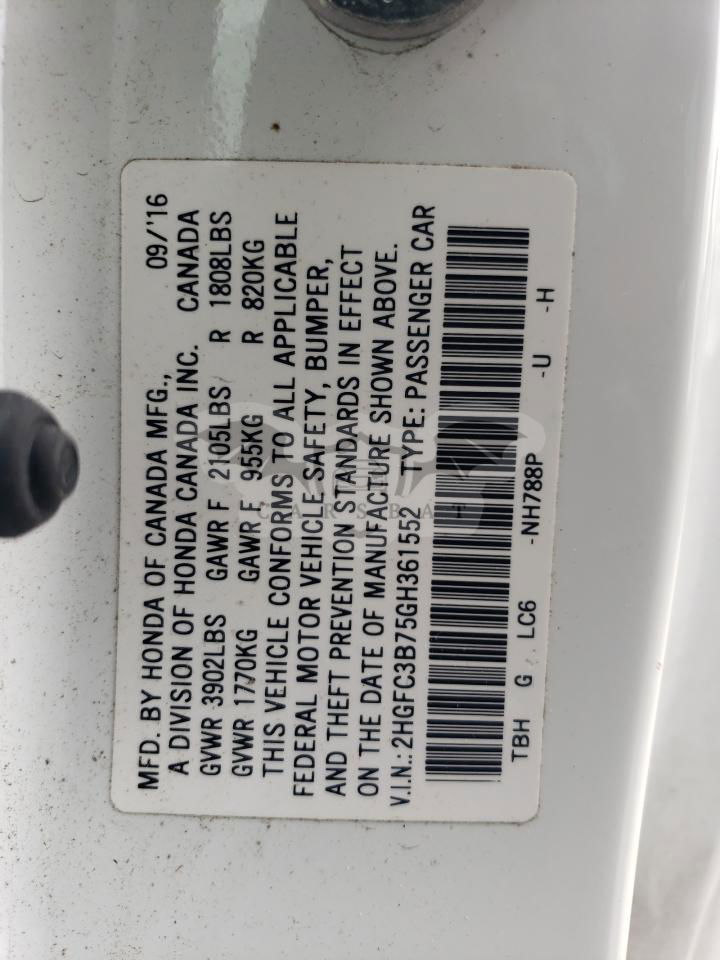 MFD. BY HONDA OF CANADA MFG., 09/'16
A DIVISION OF HONDA CANADA INC. CANADA
GVWR 3902LBS GAWR F 2105LBS R 1808LBS
GVWR 1770KG GAWR F 955KG R 820KG
THIS VEHICLE CONFORMS TO ALL APPLICABLE
FEDERAL MOTOR VEHICLE SAFETY, BUMPER,
AND THEFT PREVENTION STANDARDS IN EFFECT
ON THE DATE OF MANUFACTURE SHOWN ABOVE.
V.I.N.: 2HGFC3B75GH361552 TYPE: PASSENGER CAR
TBH G LC6 -NH788P -U -H
CARSBAT